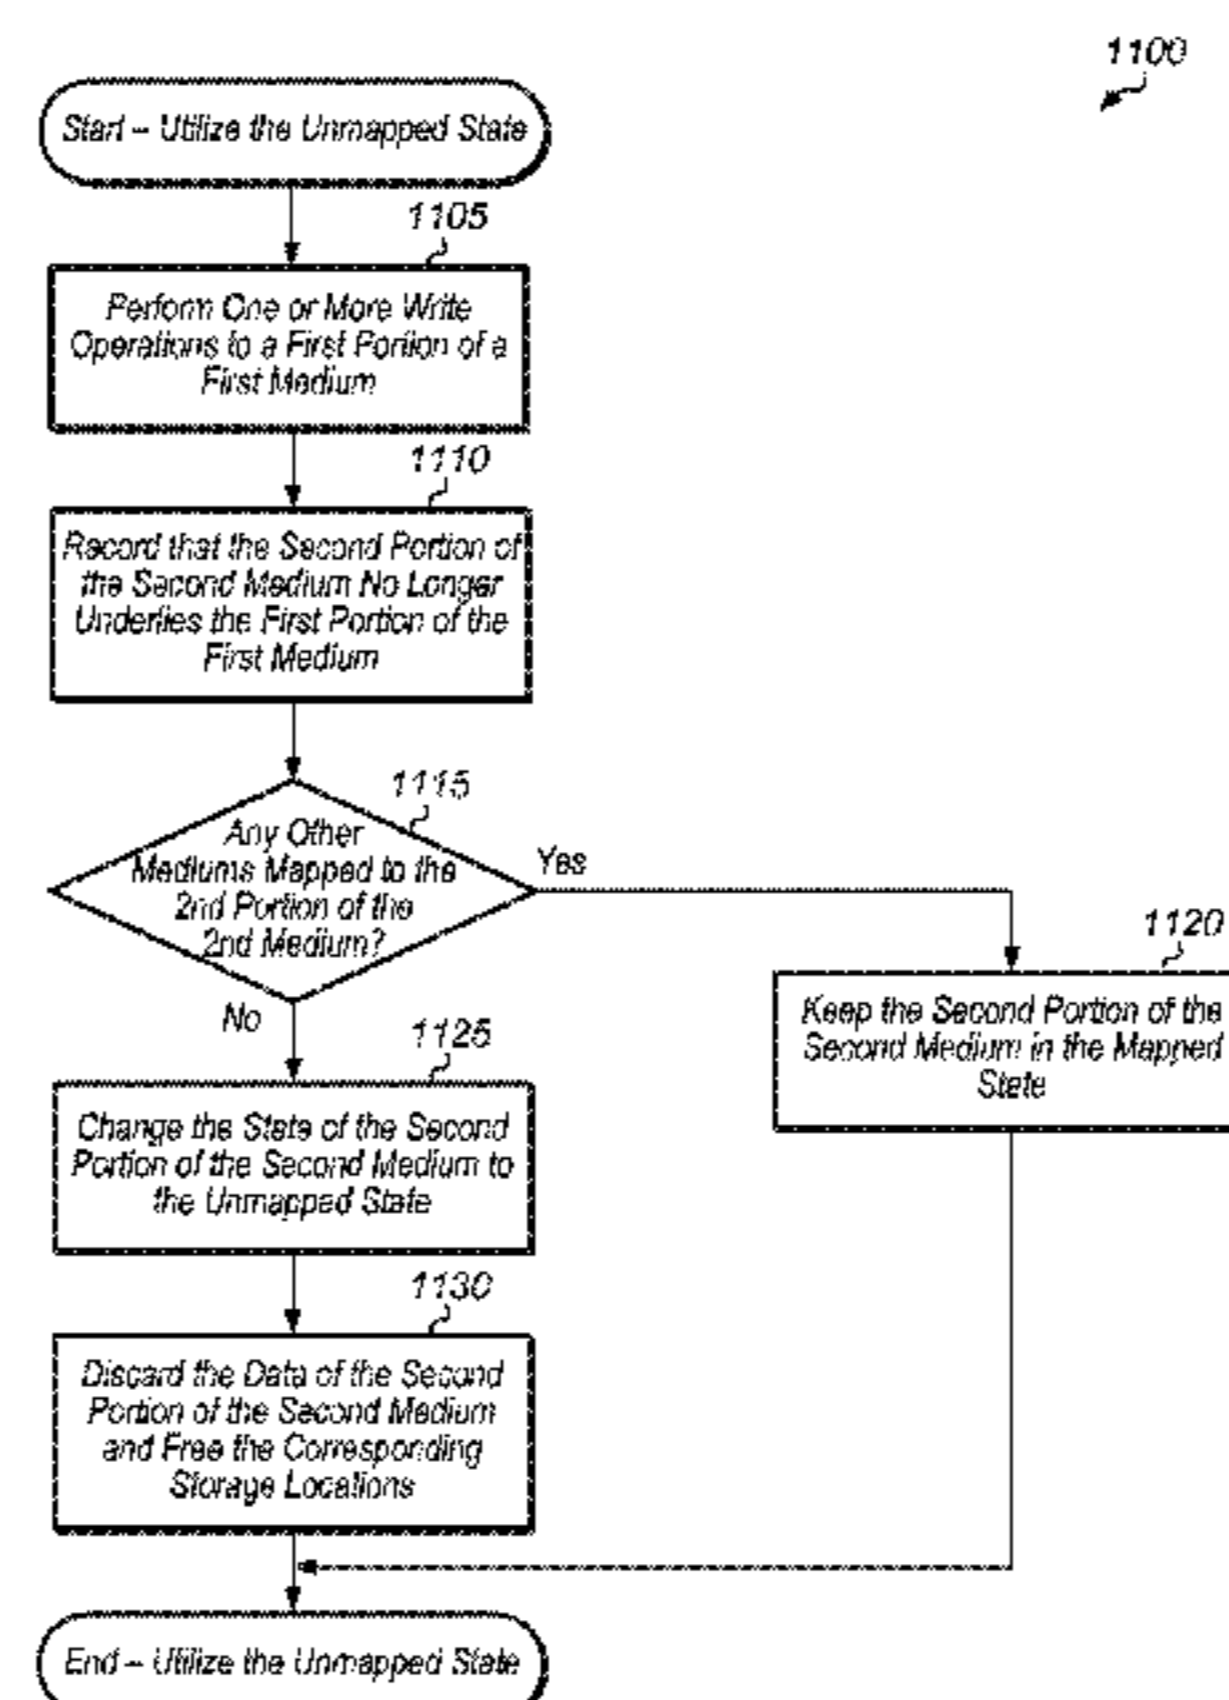 1100
Start – Utilize the Unmapped State
1105
Perform One or More Write
Operations to a First Portion of a
First Medium
1110
Record that the Second Portion of
the Second Medium No Longer
Underlies the First Portion of the
First Medium
1115
Any Other
Mediums Mapped to the
2nd Portion of the
2nd Medium?
Yes
1120
Keep the Second Portion of the
Second Medium in the Mapped
State
No
1125
Change the State of the Second
Portion of the Second Medium to
the Unmapped State
1130
Discard the Data of the Second
Portion of the Second Medium
and Free the Corresponding
Storage Locations
End – Utilize the Unmapped State